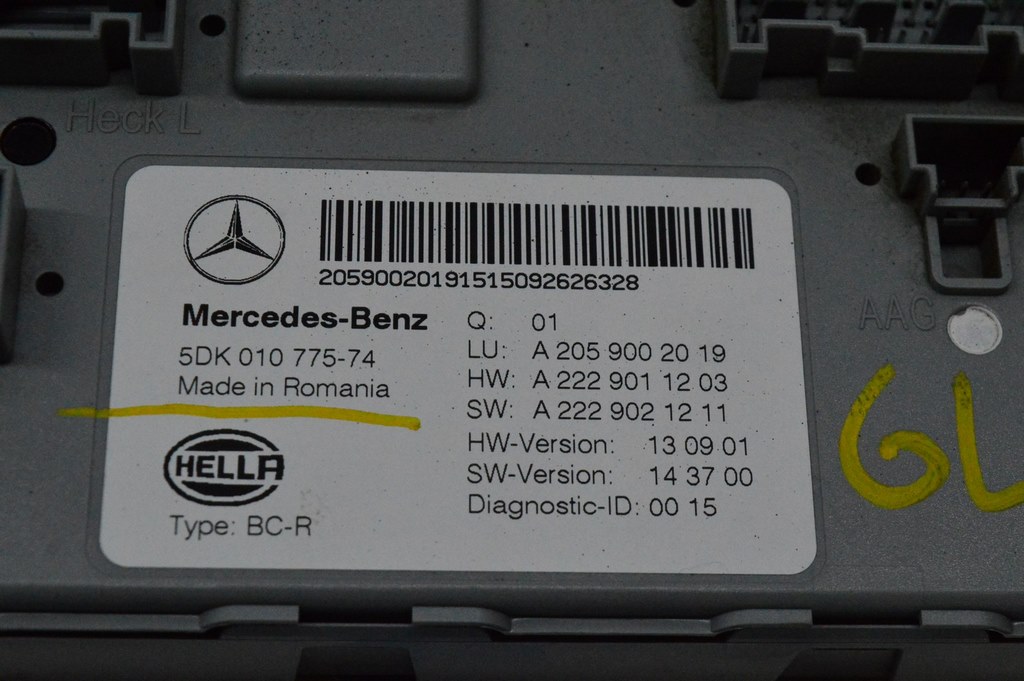 Heck L
20590020191515092626328
Mercedes-Benz
5DK 010 775-74
Made in Romania
HELLA
Type: BC-R
Q: 01
LU: A 205 900 20 19
HW: A 222 901 12 03
SW: A 222 902 12 11
HW-Version: 13 09 01
SW-Version: 14 37 00
Diagnostic-ID: 00 15
AAG
GL